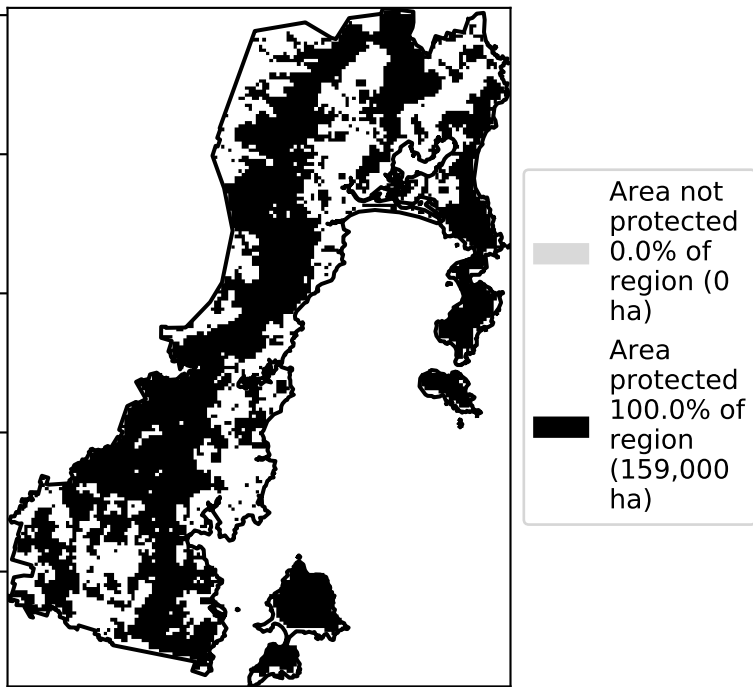 Area not
protected
0.0% of
region (0
ha)
Area
protected
100.0% of
region
(159,000
ha)